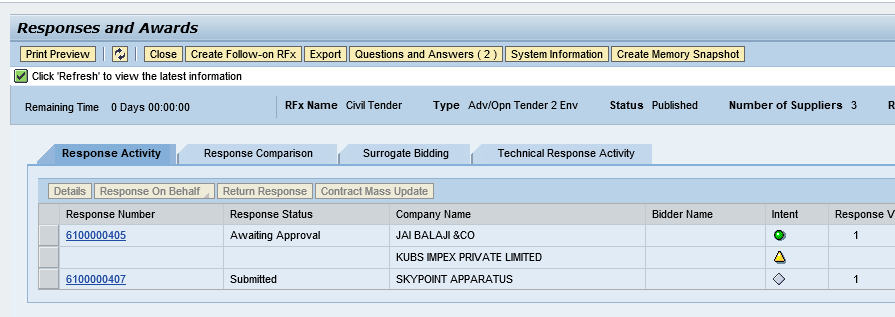 Responses and Awards
Print Preview Close Create Follow-on RFx Export Questions and Answers ( 2 ) System Information Create Memory Snapshot
Click 'Refresh' to view the latest information
Remaining Time 0 Days 00:00:00 RFx Name Civil Tender Type Adv/Opn Tender 2 Env Status Published Number of Suppliers 3 R
Response Activity Response Comparison Surrogate Bidding Technical Response Activity
Details Response On Behalf Return Response Contract Mass Update
Response Number Response Status Company Name Bidder Name Intent Response V
6100000405 Awaiting Approval JAI BALAJI &CO 1
KUBS IMPEX PRIVATE LIMITED
6100000407 Submitted SKYPOINT APPARATUS 1